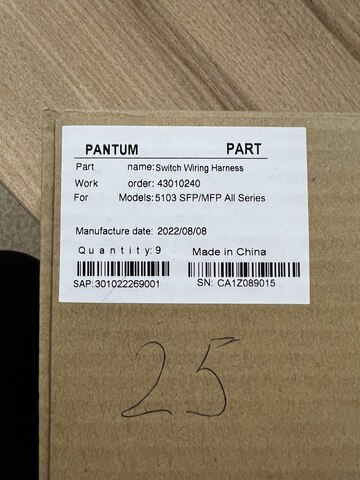 PANTUM PART
Part name: Switch Wiring Harness
Work order: 43010240
For Models: 5103 SFP/MFP All Series
Manufacture date: 2022/08/08
Quantity: 9 Made in China
SAP: 301022269001 SN: CA1Z089015
25